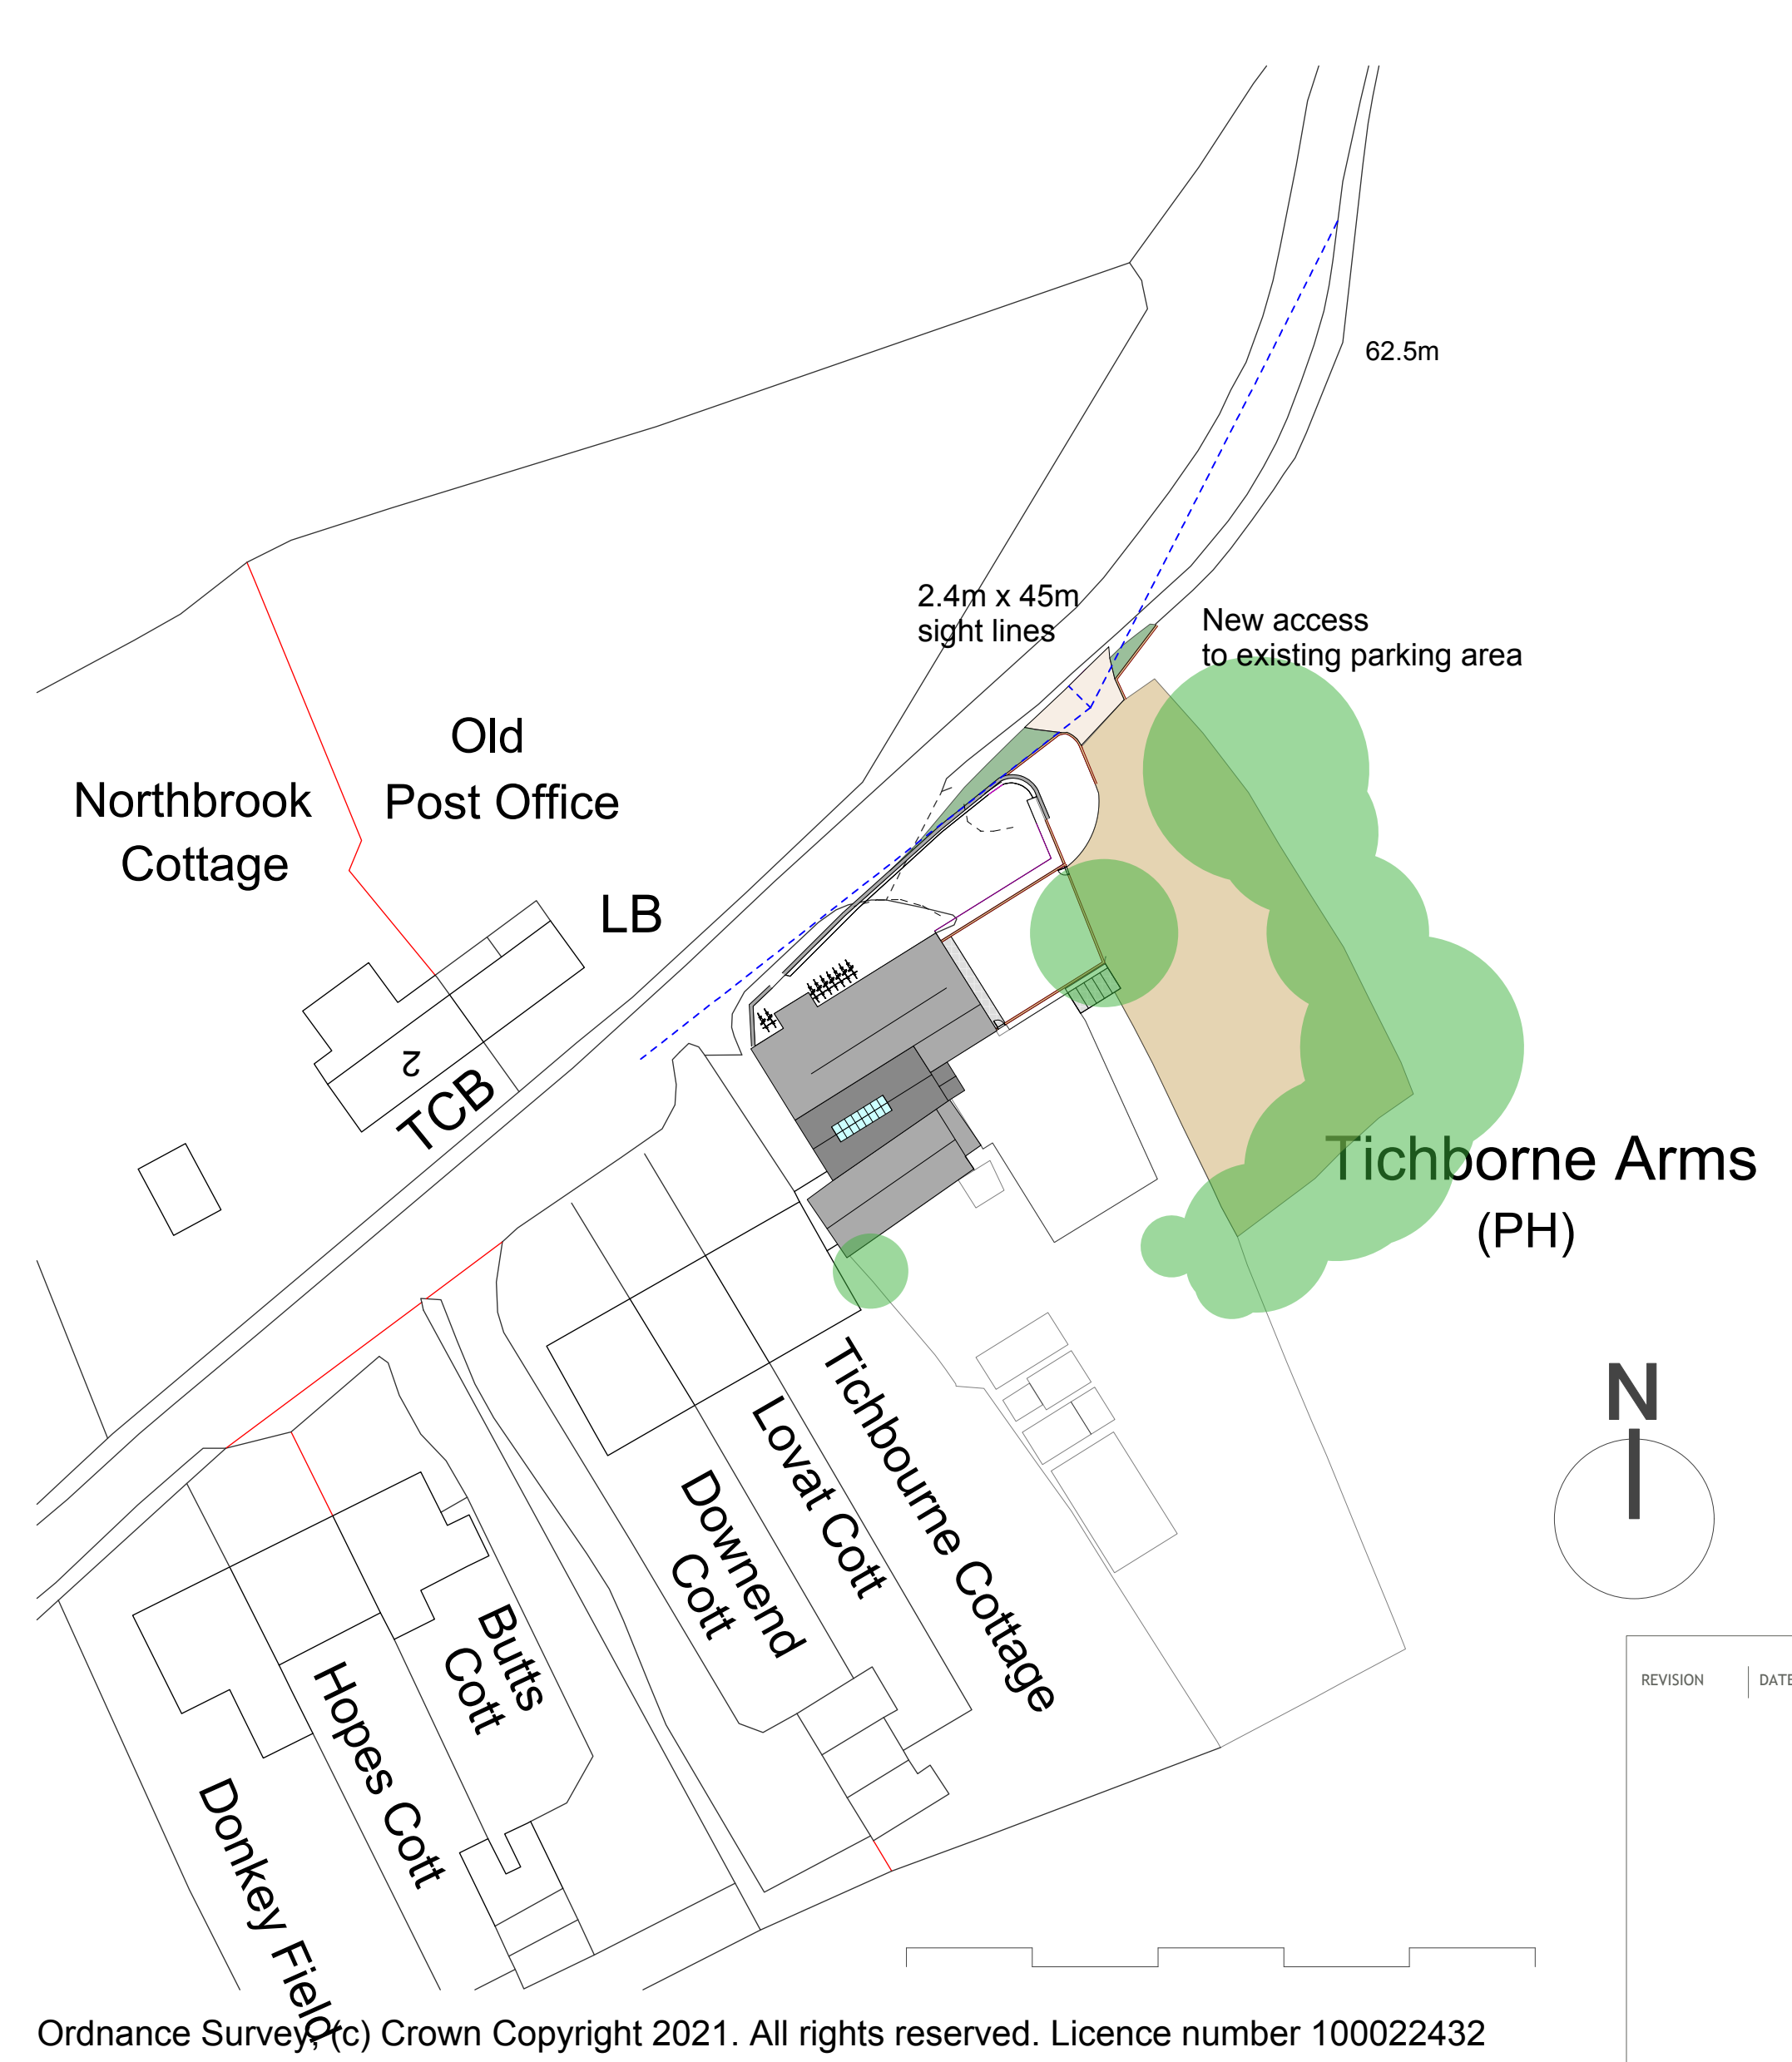 62.5m
2.4m x 45m
sight lines
New access
to existing parking area
Old
Post Office
Northbrook
Cottage
LB
2
TCB
Tichborne Arms
(PH)
Tichbourne Cottage
Lovat Cott
Downend
Cott
Butts
Cott
Hopes Cott
Donkey Field,
N
REVISION
DATE
Ordnance Survey, (c) Crown Copyright 2021. All rights reserved. Licence number 100022432